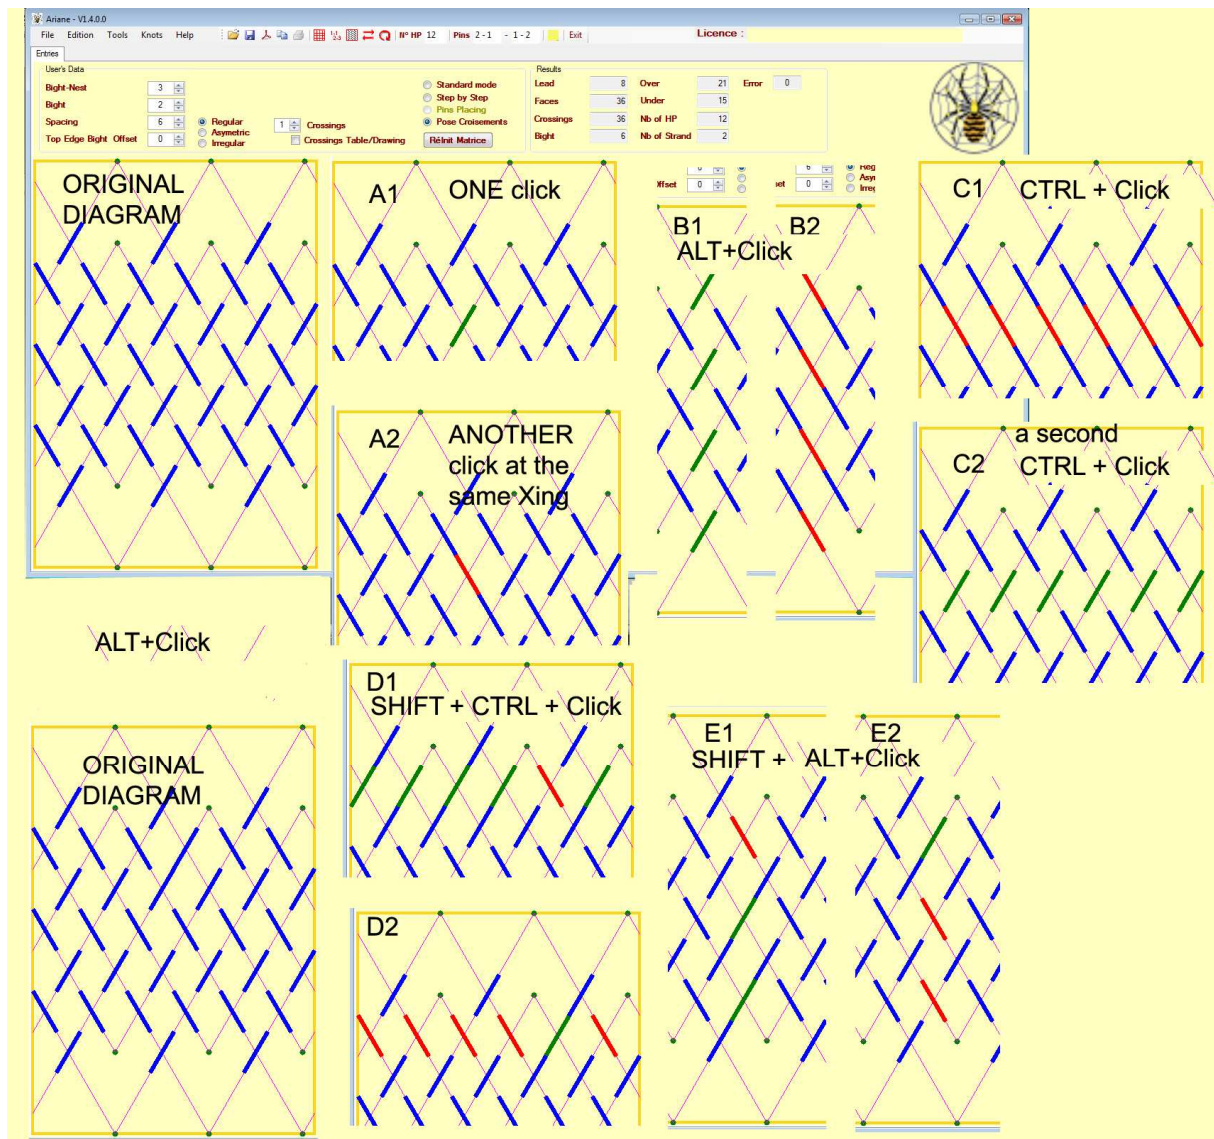 Ariane - V1.4.0.0
File Edition Tools Knots Help N° HP 12 Pins 2 - 1 - 1 - 2 Exit Licence :
Entries
User's Data
Bight-Nest 3
Bight 2
Spacing 6
Top Edge Bight Offset 0
Regular
Asymetric
Irregular
1 Crossings
Crossings Table/Drawing
Standard mode
Step by Step
Pins Placing
Pose Croisements
RéInit Matrice
Results
Lead 8 Over 21 Error 0
Faces 36 Under 15
Crossings 36 Nb of HP 12
Bight 6 Nb of Strand 2
ORIGINAL
DIAGRAM
A1 ONE click
B1 B2
ALT+Click
C1 CTRL + Click
A2 ANOTHER
click at the
same Xing
a second
C2 CTRL + Click
ALT+Click
D1
SHIFT + CTRL + Click
E1 E2
SHIFT + ALT+Click
ORIGINAL
DIAGRAM
D2